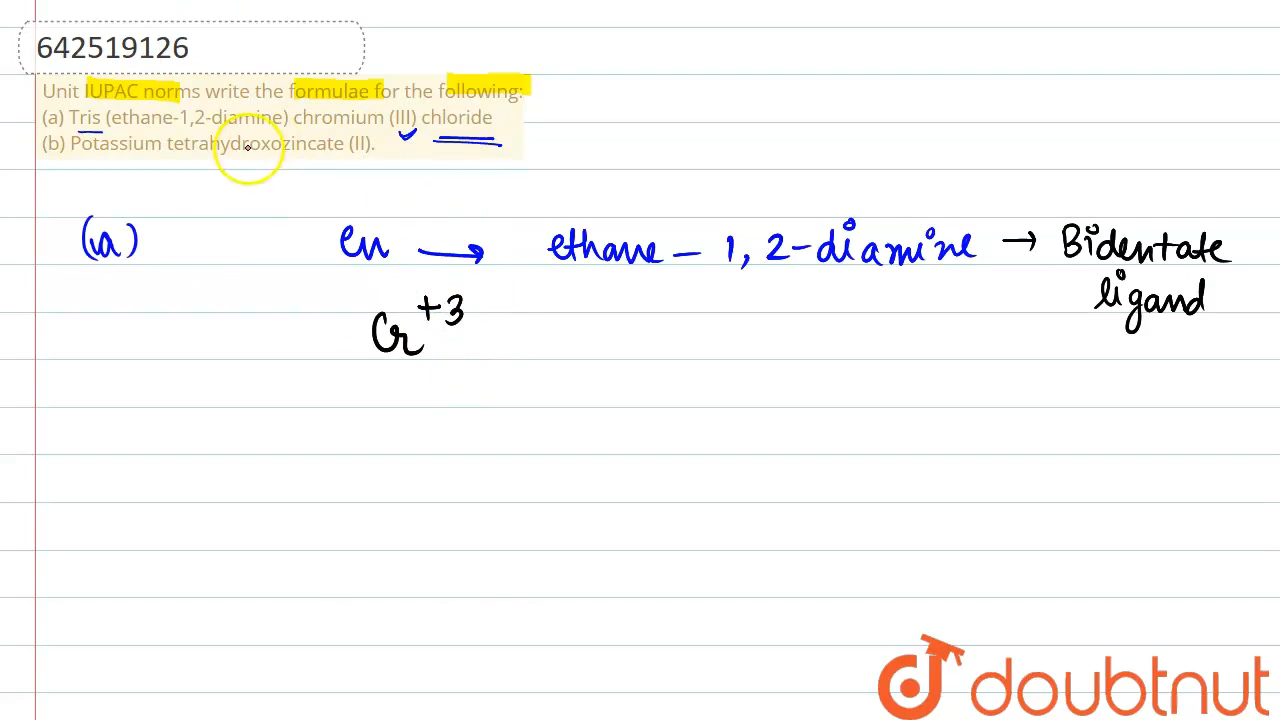 642519126
Unit IUPAC norms write the formulae for the following:
(a) Tris (ethane-1,2-diamine) chromium (III) chloride
(b) Potassium tetrahydroxozincate (II).
(a) en → ethane - 1, 2-diamine → Bidentate
ligand
Cr+3
doubtnut